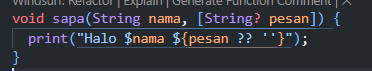 Windsurf: Refactor | Explain | Generate Function Comment | ×
void sapa(String nama, [String? pesan]) {
  print("Halo $nama ${pesan ?? ''}");
}